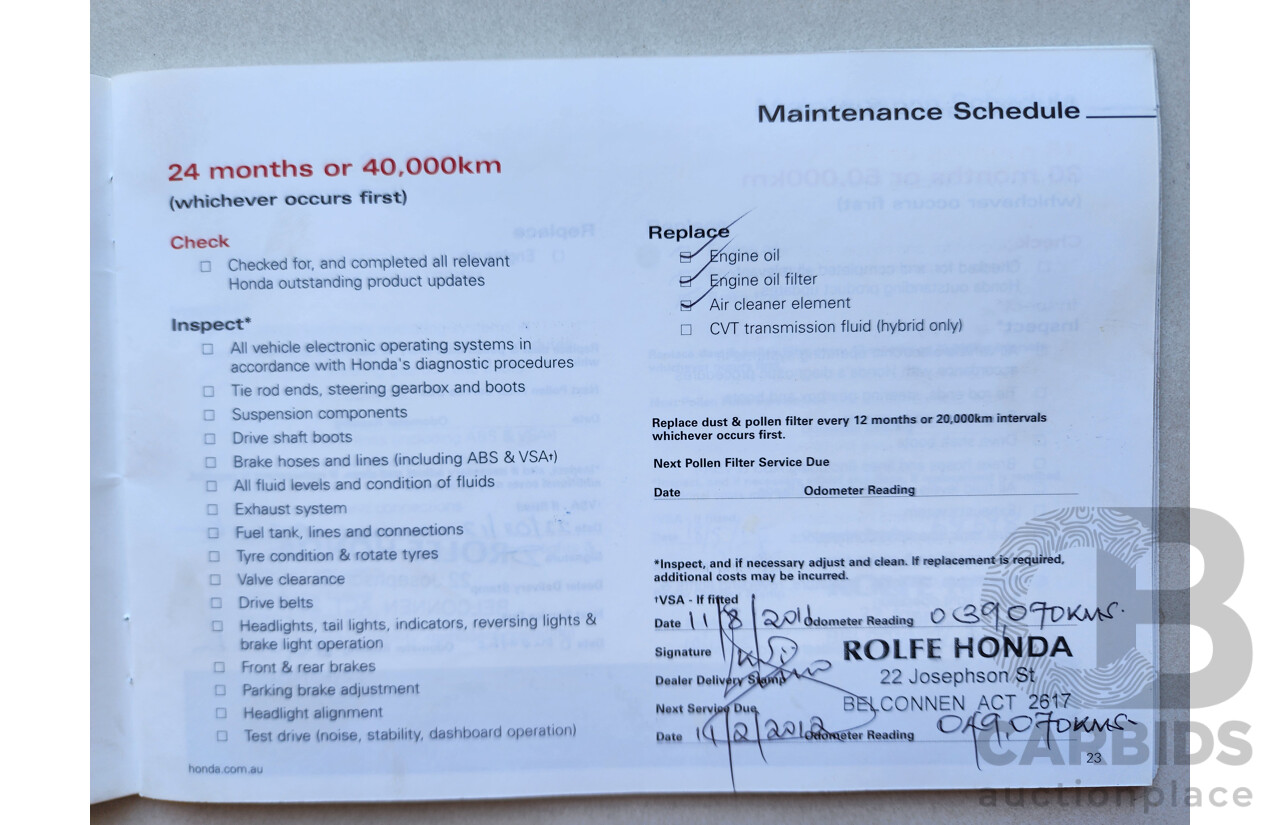 Maintenance Schedule
24 months or 40,000km
(whichever occurs first)
Check
Checked for, and completed all relevant
Honda outstanding product updates
Inspect*
All vehicle electronic operating systems in
accordance with Honda's diagnostic procedures
Tie rod ends, steering gearbox and boots
Suspension components
Drive shaft boots
Brake hoses and lines (including ABS & VSA†)
All fluid levels and condition of fluids
Exhaust system
Fuel tank, lines and connections
Tyre condition & rotate tyres
Valve clearance
Drive belts
Headlights, tail lights, indicators, reversing lights &
brake light operation
Front & rear brakes
Parking brake adjustment
Headlight alignment
Test drive (noise, stability, dashboard operation)
honda.com.au
Replace
Engine oil
Engine oil filter
Air cleaner element
CVT transmission fluid (hybrid only)
Replace dust & pollen filter every 12 months or 20,000km intervals
whichever occurs first.
Next Pollen Filter Service Due
Date Odometer Reading
*Inspect, and if necessary adjust and clean. If replacement is required,
additional costs may be incurred.
†VSA - If fitted
Date 11/8/2011 Odometer Reading 039,070KMS.
Signature
ROLFE HONDA
22 Josephson St
Dealer Delivery Stamp
BELCONNEN ACT 2617
Next Service Due
Date 2/2012 Odometer Reading 049,070KMS
23
CARBIDS
auctionplace